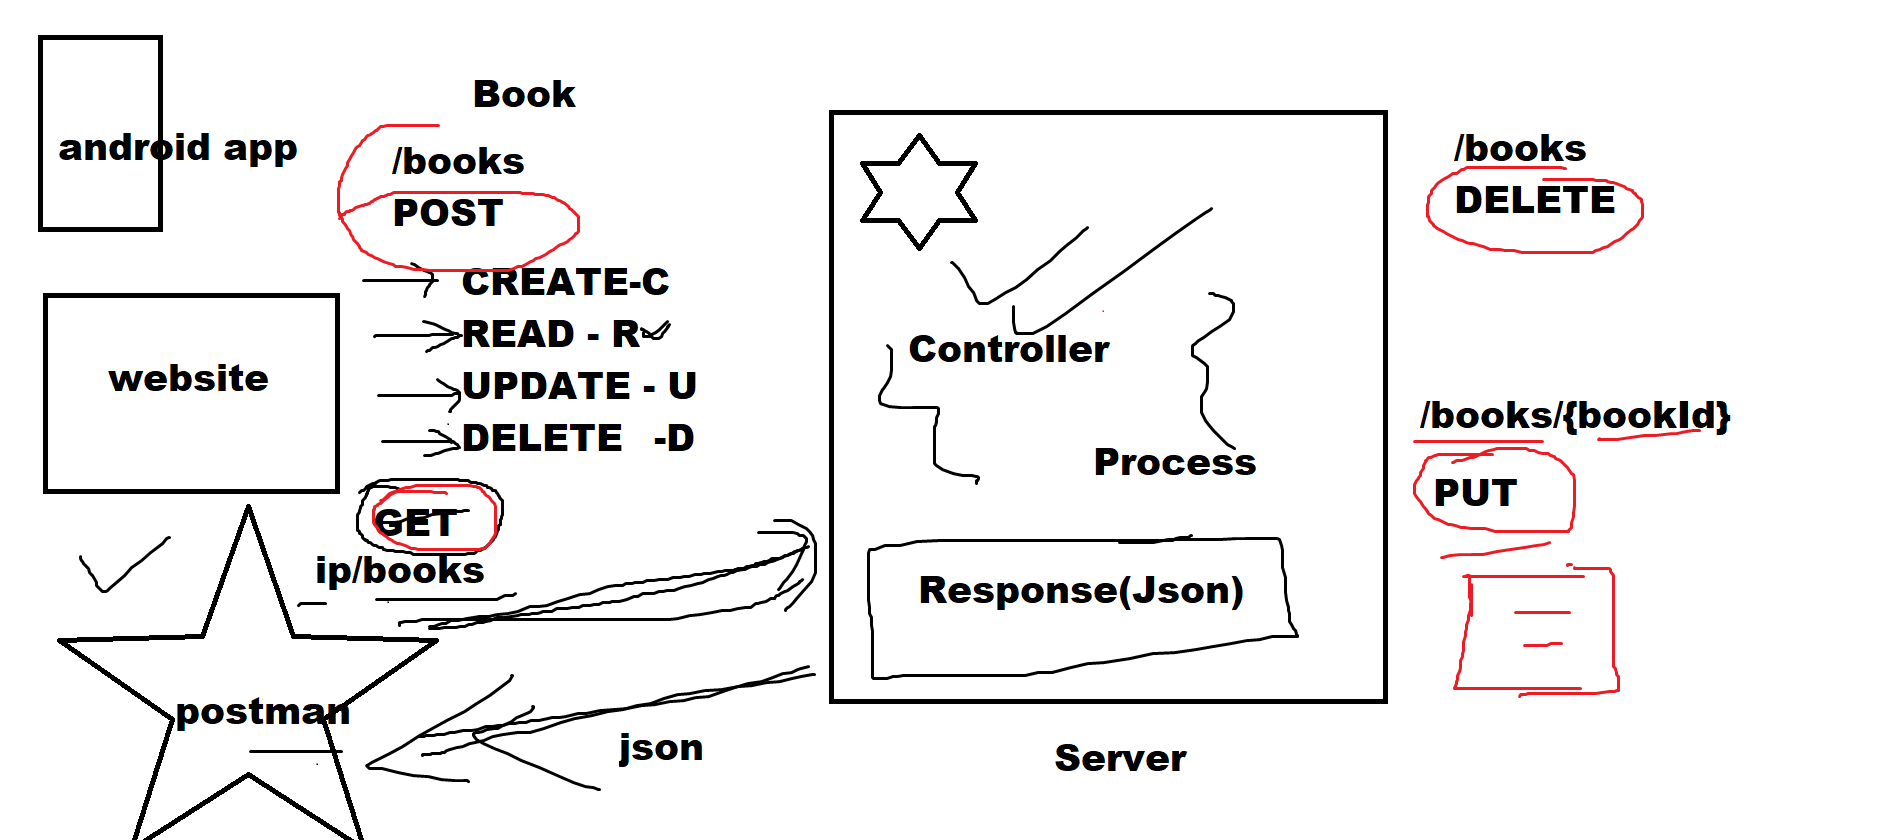 android app
Book
/books
POST
CREATE-C
READ - R
UPDATE - U
DELETE -D
website
GET
ip/books
postman
json
Controller
Process
Response(Json)
Server
/books
DELETE
/books/{bookId}
PUT